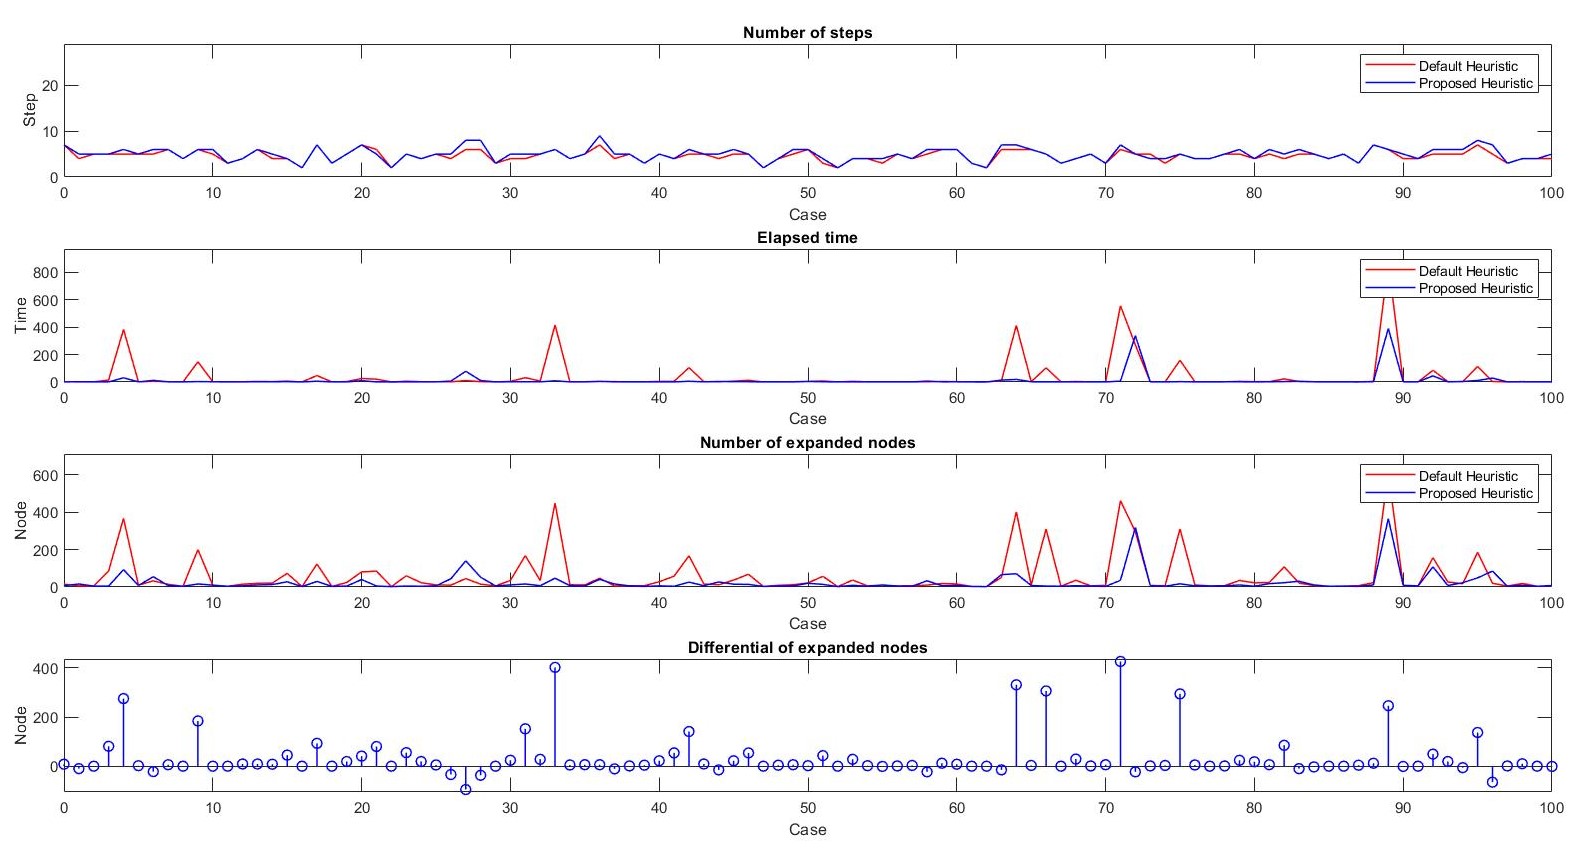 Number of steps
Default Heuristic
Proposed Heuristic
20
10
0
Step
0 10 20 30 40 50 60 70 80 90 100
Case
Elapsed time
Default Heuristic
Proposed Heuristic
800
600
400
200
0
Time
0 10 20 30 40 50 60 70 80 90 100
Case
Number of expanded nodes
Default Heuristic
Proposed Heuristic
600
400
200
0
Node
0 10 20 30 40 50 60 70 80 90 100
Case
Differential of expanded nodes
400
200
0
Node
0 10 20 30 40 50 60 70 80 90 100
Case